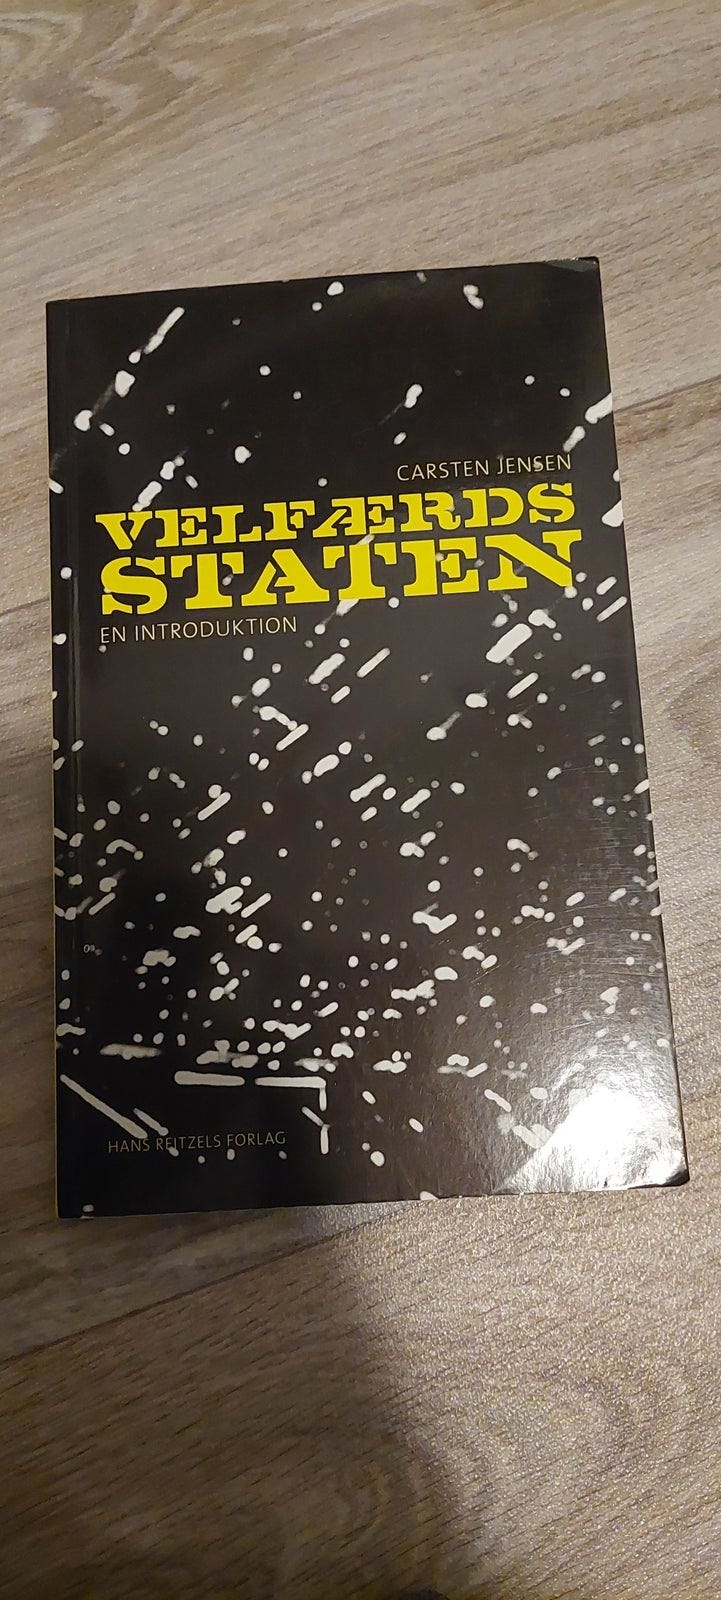 CARSTEN JENSEN
VELFÆRDS
STATEN
EN INTRODUKTION
HANS REITZELS FORLAG